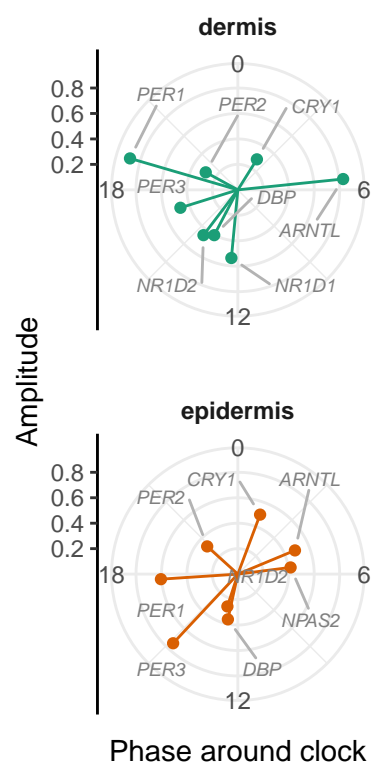 dermis
0
0.8
PER1
PER2
CRY1
0.6
0.4
0.2
18
PER3
DBP
6
ARNTL
NR1D2
NR1D1
12
Amplitude
epidermis
0
0.8
CRY1
ARNTL
0.6
PER2
0.4
0.2
18
NR1D2
6
PER1
NPAS2
PER3
DBP
12
Phase around clock